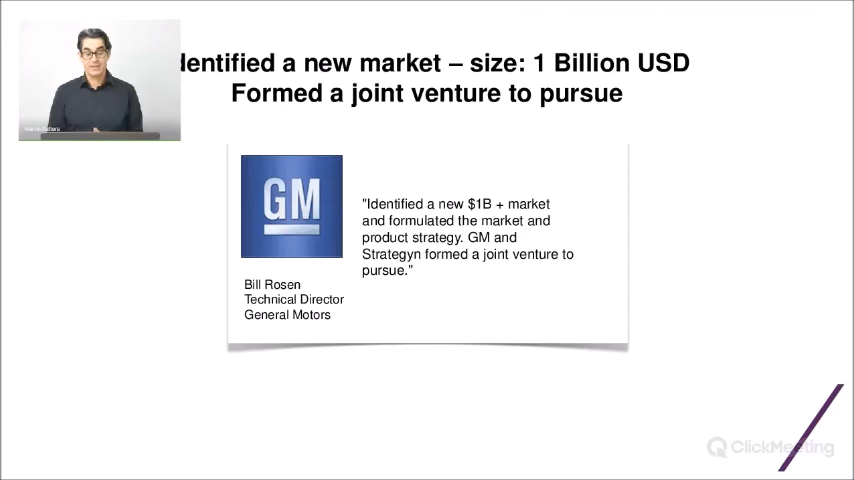 dentified a new market – size: 1 Billion USD
Formed a joint venture to pursue
GM
"Identified a new $1B + market
and formulated the market and
product strategy. GM and
Strategyn formed a joint venture to
pursue."
Bill Rosen
Technical Director
General Motors
ClickMeeting